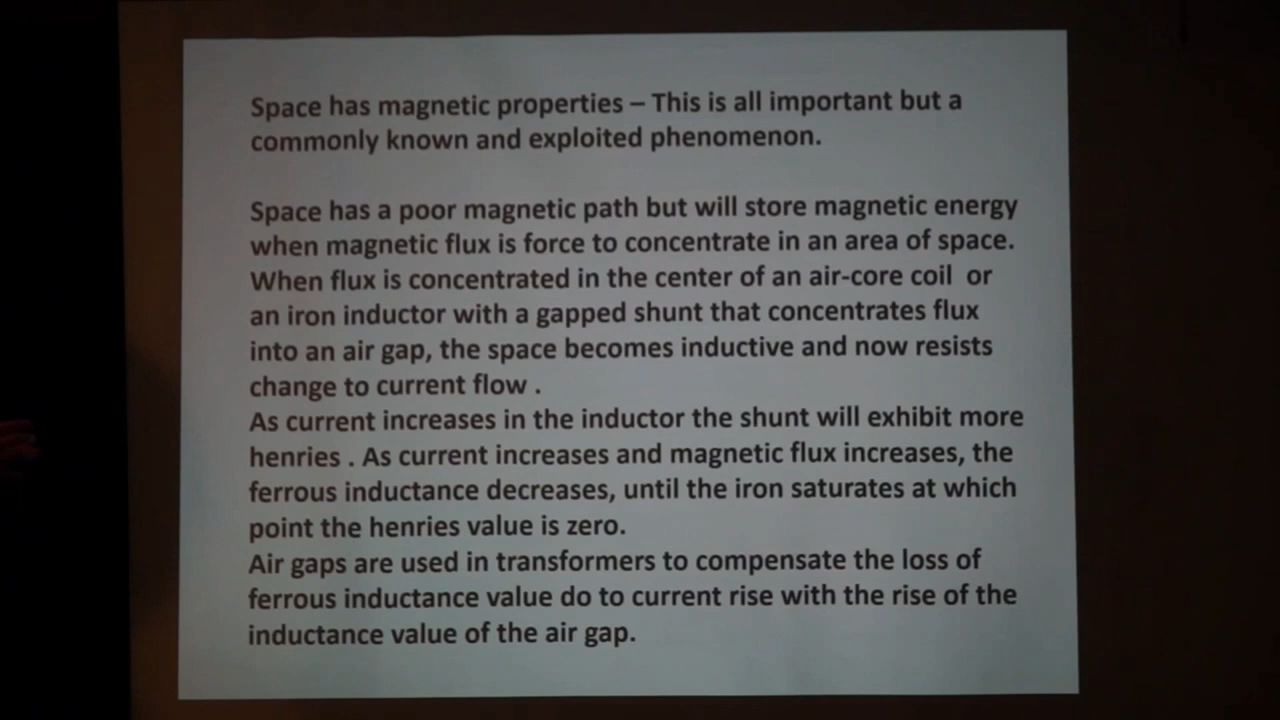 Space has magnetic properties – This is all important but a
commonly known and exploited phenomenon.
Space has a poor magnetic path but will store magnetic energy
when magnetic flux is force to concentrate in an area of space.
When flux is concentrated in the center of an air-core coil  or
an iron inductor with a gapped shunt that concentrates flux
into an air gap, the space becomes inductive and now resists
change to current flow .
As current increases in the inductor the shunt will exhibit more
henries . As current increases and magnetic flux increases, the
ferrous inductance decreases, until the iron saturates at which
point the henries value is zero.
Air gaps are used in transformers to compensate the loss of
ferrous inductance value do to current rise with the rise of the
inductance value of the air gap.